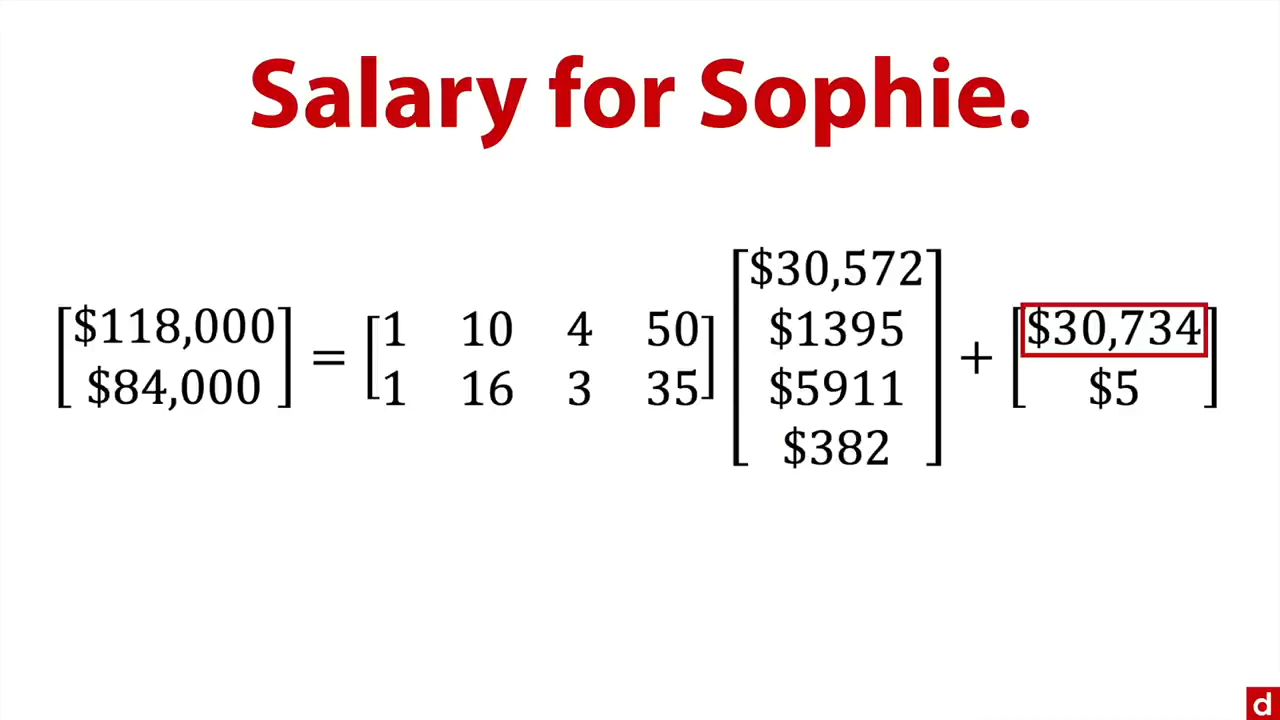 Salary for Sophie.
[$118,000 $84,000] = [1 10 4 50 1 16 3 35] [$30,572 $1395 $5911 $382] + [$30,734 $5]
d